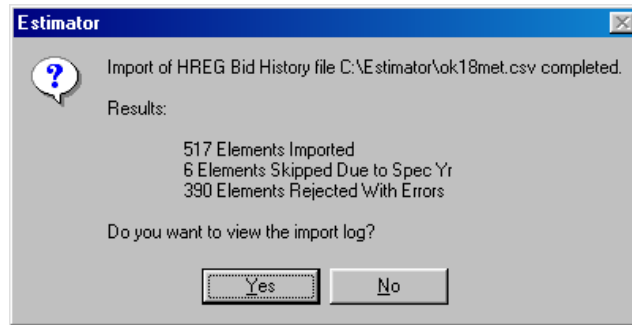 Estimator
Import of HREG Bid History file C:\Estimator\ok18met.csv completed.
Results:
517 Elements Imported
6 Elements Skipped Due to Spec Yr
390 Elements Rejected With Errors
Do you want to view the import log?
Yes
No